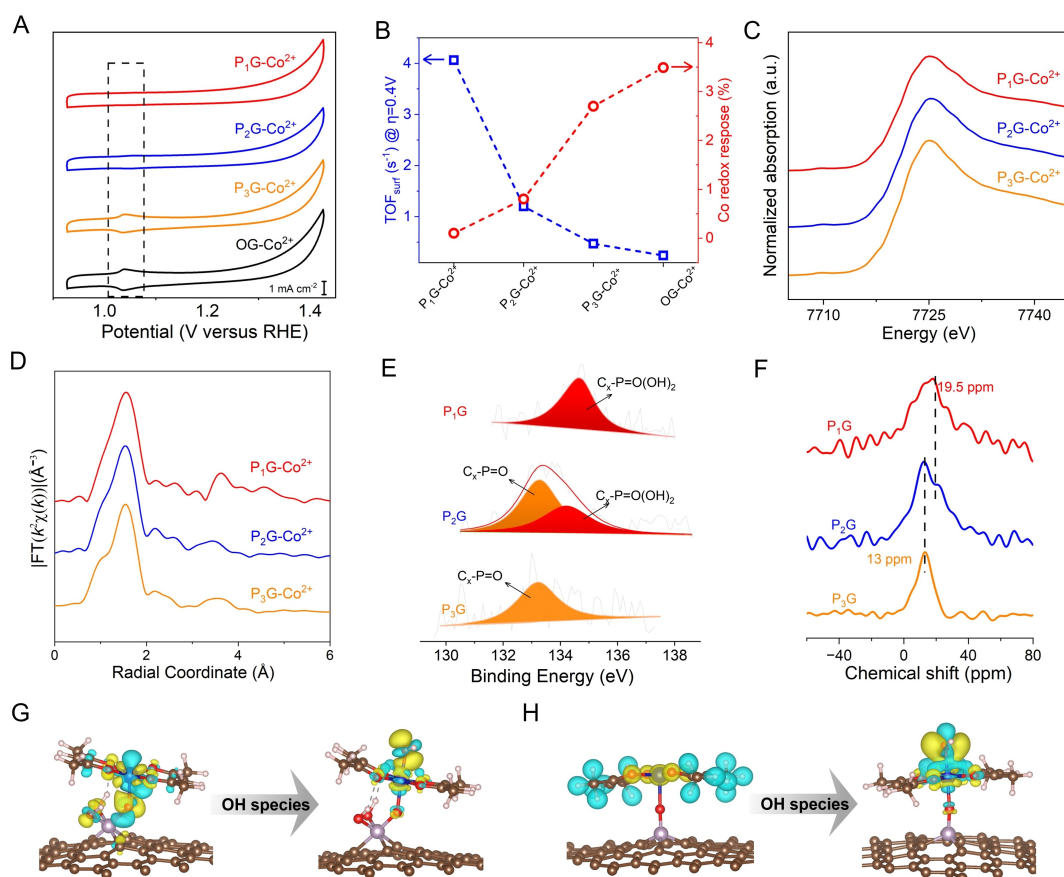 A
P₁G-Co²⁺
P₂G-Co²⁺
P₃G-Co²⁺
OG-Co²⁺
1 mA cm⁻²
1.0
1.2
1.4
Potential (V versus RHE)
B
4
3
2
1
TOFsurf (s⁻¹) @ η=0.4V
4
3
2
1
0
Co redox respose (%)
P₁G-Co²⁺
P₂G-Co²⁺
P₃G-Co²⁺
OG-Co²⁺
C
Normalized absorption (a.u.)
P₁G-Co²⁺
P₂G-Co²⁺
P₃G-Co²⁺
7710
7725
7740
Energy (eV)
D
|FT(k²χ(k))|(Å⁻³)
P₁G-Co²⁺
P₂G-Co²⁺
P₃G-Co²⁺
0
2
4
6
Radial Coordinate (Å)
E
P₁G
Cₓ-P=O(OH)₂
P₂G
Cₓ-P=O
Cₓ-P=O(OH)₂
P₃G
Cₓ-P=O
130
132
134
136
138
Binding Energy (eV)
F
19.5 ppm
P₁G
P₂G
13 ppm
P₃G
−40
0
40
80
Chemical shift (ppm)
G
OH species
H
OH species